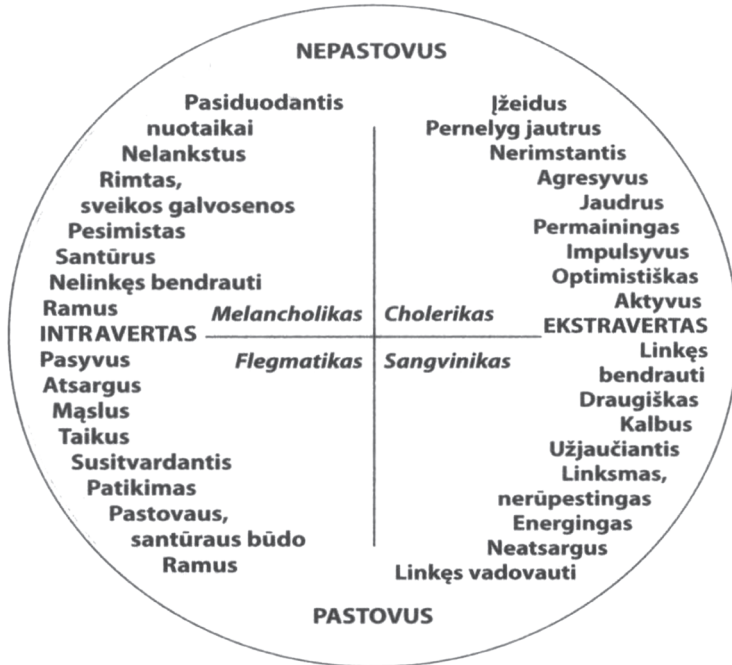 NEPASTOVUS
Pasiduodantis
nuotaikai
Nelankstus
Rimtas,
sveikos galvosenos
Pesimistas
Santūrus
Nelinkęs bendrauti
Ramus
Melancholikas
Įžeidus
Pernelyg jautrus
Nerimstantis
Agresyvus
Jaudrus
Permainingas
Impulsyvus
Optimistiškas
Aktyvus
Cholerikas
INTRAVERTAS
EKSTRAVERTAS
Flegmatikas
Pasyvus
Atsargus
Mąslus
Taikus
Susitvardantis
Patikimas
Pastovaus,
santūraus būdo
Ramus
Sangvinikas
Linkęs
bendrauti
Draugiškas
Kalbus
Užjaučiantis
Linksmas,
nerūpestingas
Energingas
Neatsargus
Linkęs vadovauti
PASTOVUS